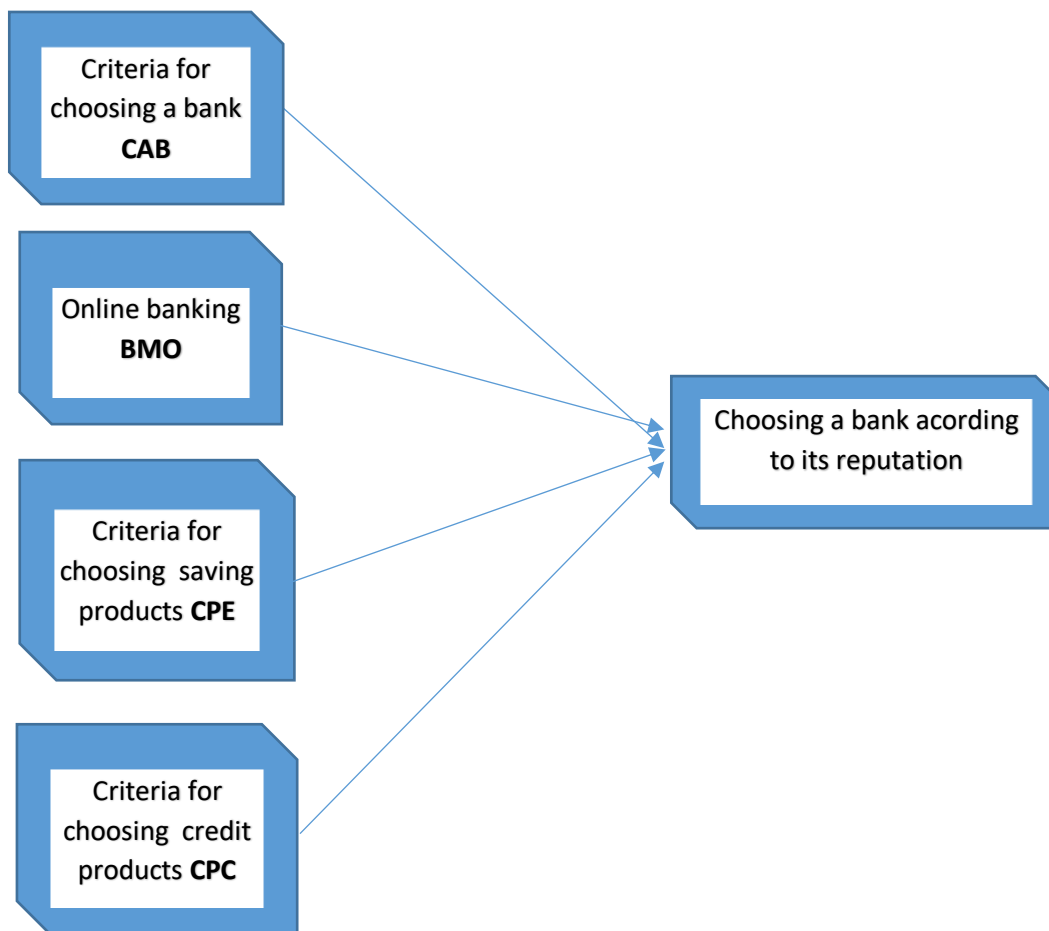 Criteria for
choosing a bank
CAB
Online banking
BMO
Criteria for
choosing saving
products CPE
Criteria for
choosing credit
products CPC
Choosing a bank acording
to its reputation